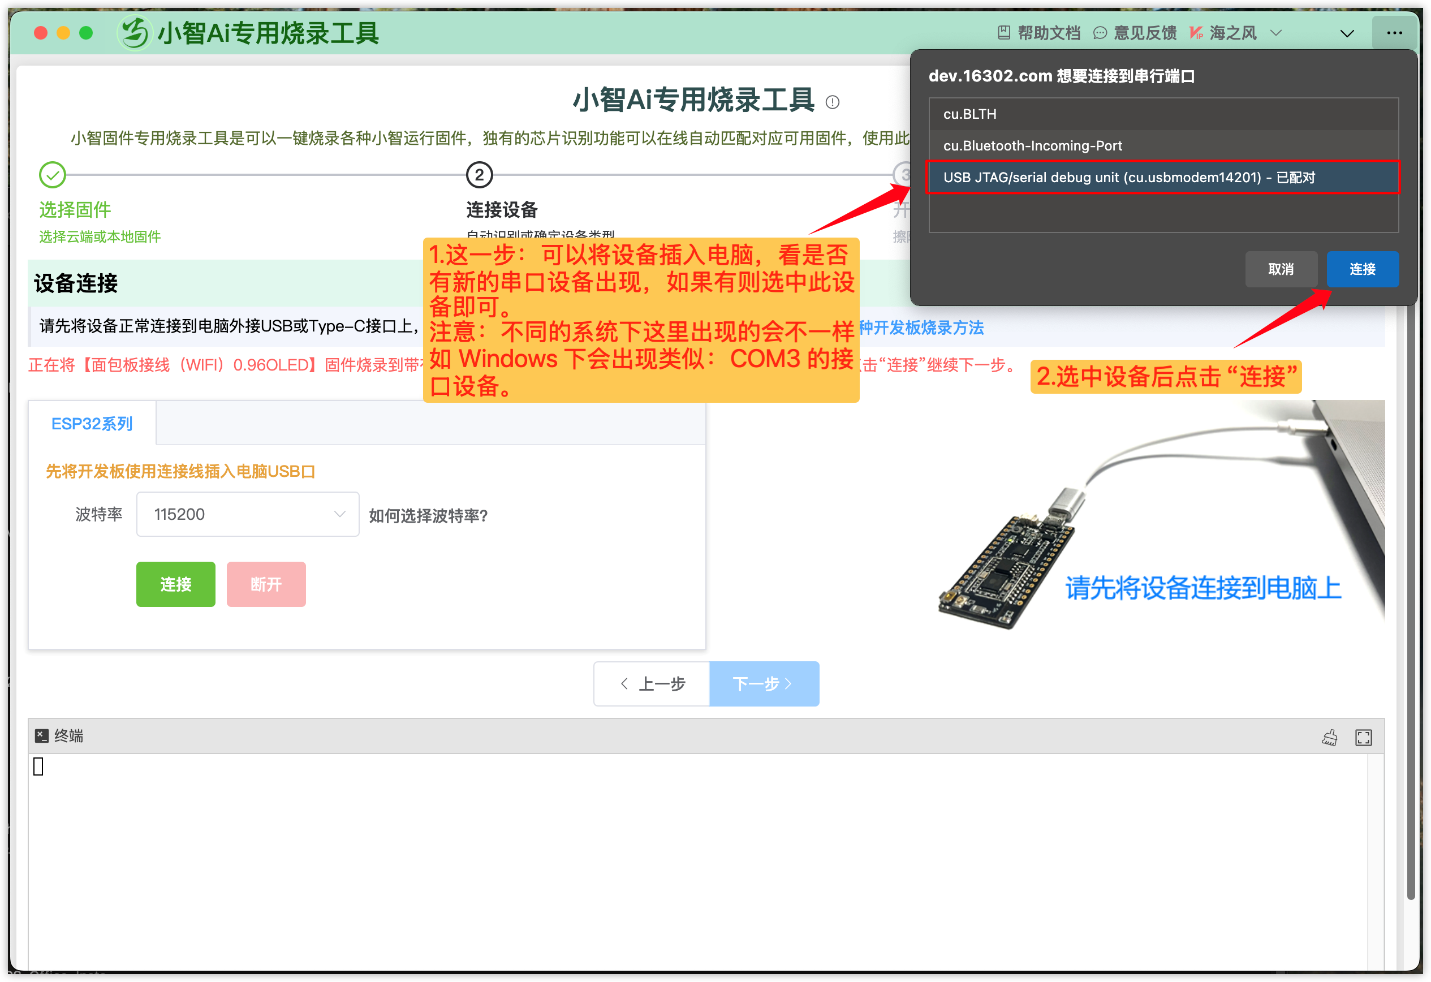 小智Ai专用烧录工具
帮助文档
意见反馈
海之风
小智Ai专用烧录工具
小智固件专用烧录工具是可以一键烧录各种小智运行固件，独有的芯片识别功能可以在线自动匹配对应可用固件，使用此
2
3
选择固件
连接设备
开
选择云端或本地固件
自动识别或确定设备类型
擦
设备连接
请先将设备正常连接到电脑外接USB或Type-C接口上，
种开发板烧录方法
正在将【面包板接线（WIFI）0.96OLED】固件烧录到带
击“连接”继续下一步。
dev.16302.com 想要连接到串行端口
cu.BLTH
cu.Bluetooth-Incoming-Port
USB JTAG/serial debug unit (cu.usbmodem14201) - 已配对
取消
连接
1.这一步：可以将设备插入电脑，看是否
有新的串口设备出现，如果有则选中此设
备即可。
注意：不同的系统下这里出现的会不一样
如 Windows 下会出现类似：COM3 的接
口设备。
2.选中设备后点击 “连接”
ESP32系列
先将开发板使用连接线插入电脑USB口
波特率
115200
如何选择波特率?
连接
断开
请先将设备连接到电脑上
上一步
下一步
终端